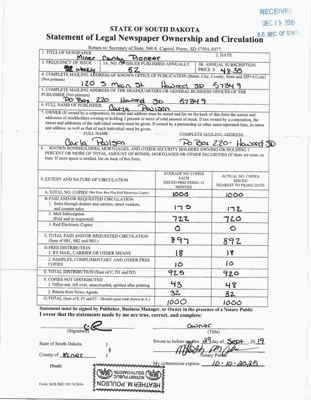 RECEIVED
DEC 19 2019
S.D. SEC. OF STATE
STATE OF SOUTH DAKOTA
Statement of Legal Newspaper Ownership and Circulation
Return to: Secretary of State, 500 E. Capitol, Pierre, SD 57501-5077
1. TITLE OF NEWSPAPER
Miner County Pioneer
2. DATE
3. FREQUENCY OF ISSUE
weekly
3A. NO. OF ISSUES PUBLISHED ANNUALLY
52
3B. ANNUAL SUBSCRIPTION
PRICE $ 48.35
4. COMPLETE MAILING ADDRESS OF KNOWN OFFICE OF PUBLICATION (Street, City, County, State and ZIP+4 Code)
(Not printers)
120 S Main St Howard SD 57349
5. COMPLETE MAILING ADDRESS OF THE HEADQUARTERS OR GENERAL BUSINESS OFFICES OF THE
PUBLISHER (Not printers)
PO Box 220 Howard SD 57349
6. FULL NAME OF PUBLISHER:
Carla Poulson
7. OWNER (If owned by a corporation, its name and address must be stated and also on the back of this form the names and
addresses of stockholders owning or holding 1 percent or more of total amount of stock. If not owned by a corporation, the
names and addresses of the individual owners must be given. If owned by a partnership or other unincorporated firm, its name
and address, as well as that of each individual must be given.
FULL NAME
COMPLETE MAILING ADDRESS
Carla Poulson
PO Box 220 - Howard SD
8. KNOWN BONDHOLDERS, MORTGAGES, AND OTHER SECURITY HOLDERS OWNING OR HOLDING 1
PERCENT OR MORE OF TOTAL AMOUNT OF BONDS, MORTGAGES OR OTHER SECURITIES (If there are none, so
state. If more space is needed, list on back of this form.
9. EXTENT AND NATURE OF CIRCULATION
AVERAGE NO. COPIES
EACH
ISSUED PRECEDING 12
MONTHS
ACTUAL NO. COPIES
ISSUED
NEAREST TO FILING DATE
A. TOTAL NO. COPIES
1000 1000
B. PAID AND/OR REQUESTED CIRCULATION
1. Sales through dealers and carriers, street vendors,
and counter sales.
175 172
2. Mail Subscription
(Paid and or requested)
722 720
3. Paid Electronic Copies
0 0
C. TOTAL PAID AND/OR REQUESTED CIRCULATION
(Sum of 9B1, 9B2 and 9B3.)
897 892
D. FREE DISTRIBUTION
1. BY MAIL, CARRIER OR OTHER MEANS
18 18
2. SAMPLES, COMPLIMENTARY AND OTHER FREE
COPIES
10 10
E. TOTAL DISTRIBUTION (Sum of C, D1 and D2)
925 920
F. COPIES NOT DISTRIBUTED
1. Office use, left over, unaccounted, spoiled after printing
43 48
2. Return from News Agents
32 32
G. TOTAL (Sum of E, F1 and F2 - Should equal total shown in A.)
1000 1000
Statement must be signed by Publisher, Business Manager, or Owner in the presence of a Notary Public
I swear that the statements made by me are true, correct, and complete:
(Signature)
owner
(Title)
State of South Dakota )
Sworn to before me this 29 day of Sept, 2019
County of Miner )
Notary Public
(Seal)
My commission expires: 10-10-2025
HEATHER M. POULSON
NOTARY PUBLIC
SOUTH DAKOTA
Form: SOS REC 051 9/2016